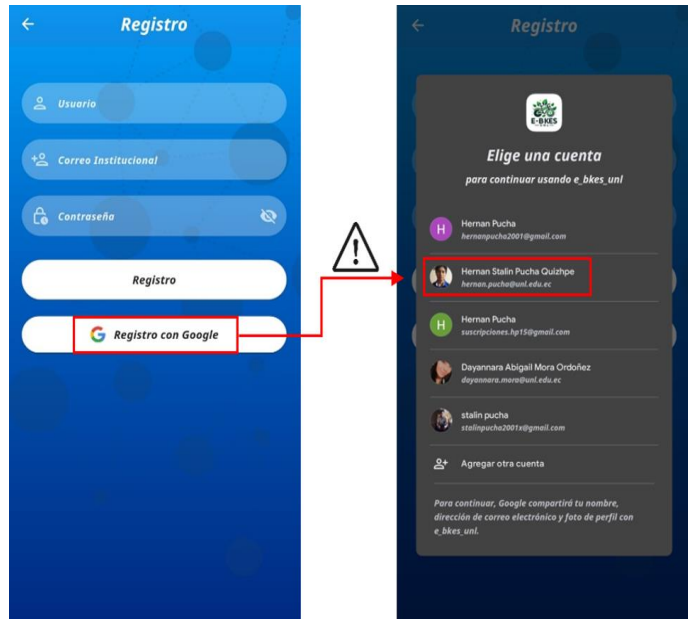 Registro
Usuario
Correo Institucional
Contraseña
Registro
Registro con Google
Registro
E-BKES
Elige una cuenta
para continuar usando e_bkes_unl
H
Hernan Pucha
hernanpucha2001@gmail.com
Hernan Stalin Pucha Quizhpe
hernan.pucha@unl.edu.ec
H
Hernan Pucha
suscripciones.hp15@gmail.com
Dayannara Abigail Mora Ordoñez
dayannara.mora@unl.edu.ec
stalin pucha
stalinpucha2001x@gmail.com
Agregar otra cuenta
Para continuar, Google compartirá tu nombre,
dirección de correo electrónico y foto de perfil con
e_bkes_unl.